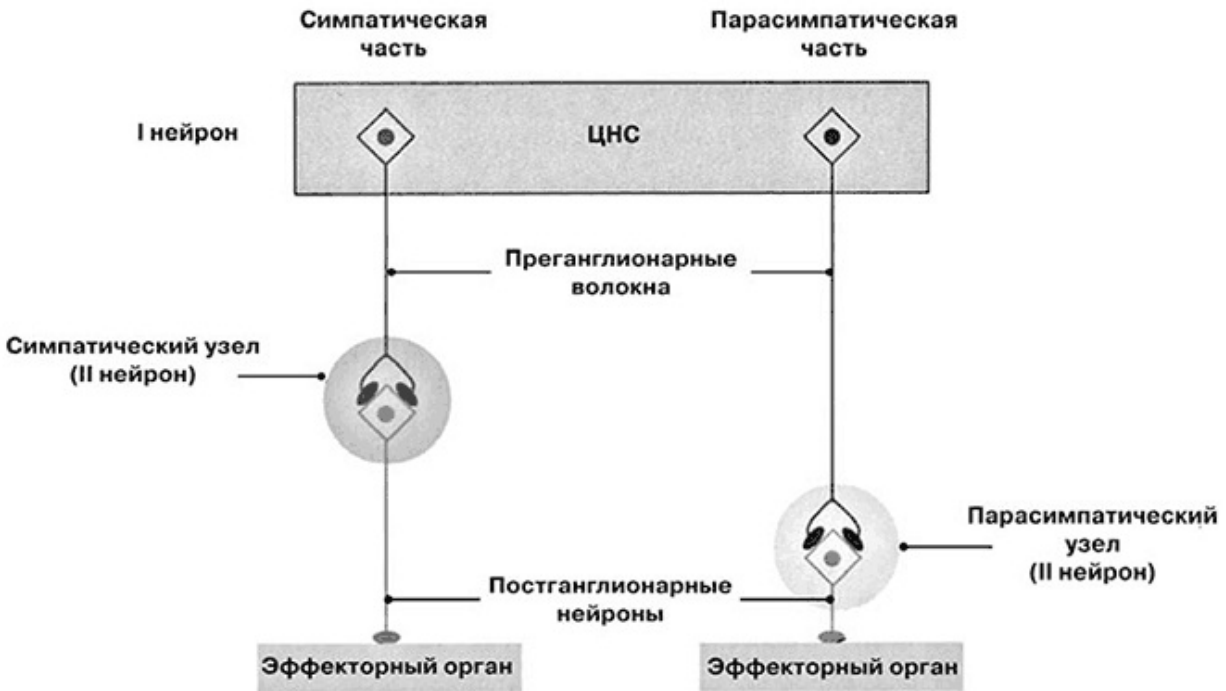 Симпатическая
часть
Парасимпатическая
часть
I нейрон
ЦНС
Преганглионарные
волокна
Симпатический узел
(II нейрон)
Парасимпатический
узел
(II нейрон)
Постганглионарные
нейроны
Эффекторный орган
Эффекторный орган